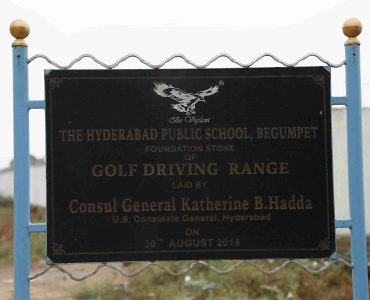 Be Vigilant
THE HYDERABAD PUBLIC SCHOOL, BEGUMPET
FOUNDATION STONE
OF
GOLF DRIVING RANGE
LAID BY
Consul General Katherine B.Hadda
U.S. Consulate General, Hyderabad
ON
30TH AUGUST 2018